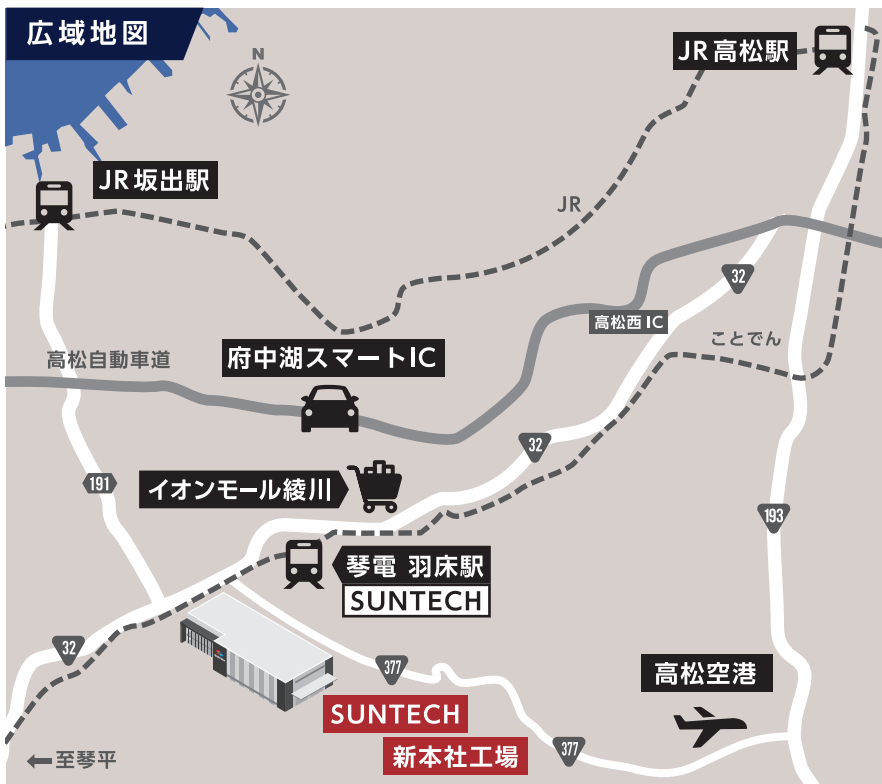 広域地図
N
JR高松駅
JR坂出駅
JR
32
高松西IC
ことでん
府中湖スマートIC
高松自動車道
32
イオンモール綾川
191
193
琴電 羽床駅
SUNTECH
32
377
高松空港
SUNTECH
新本社工場
377
至琴平